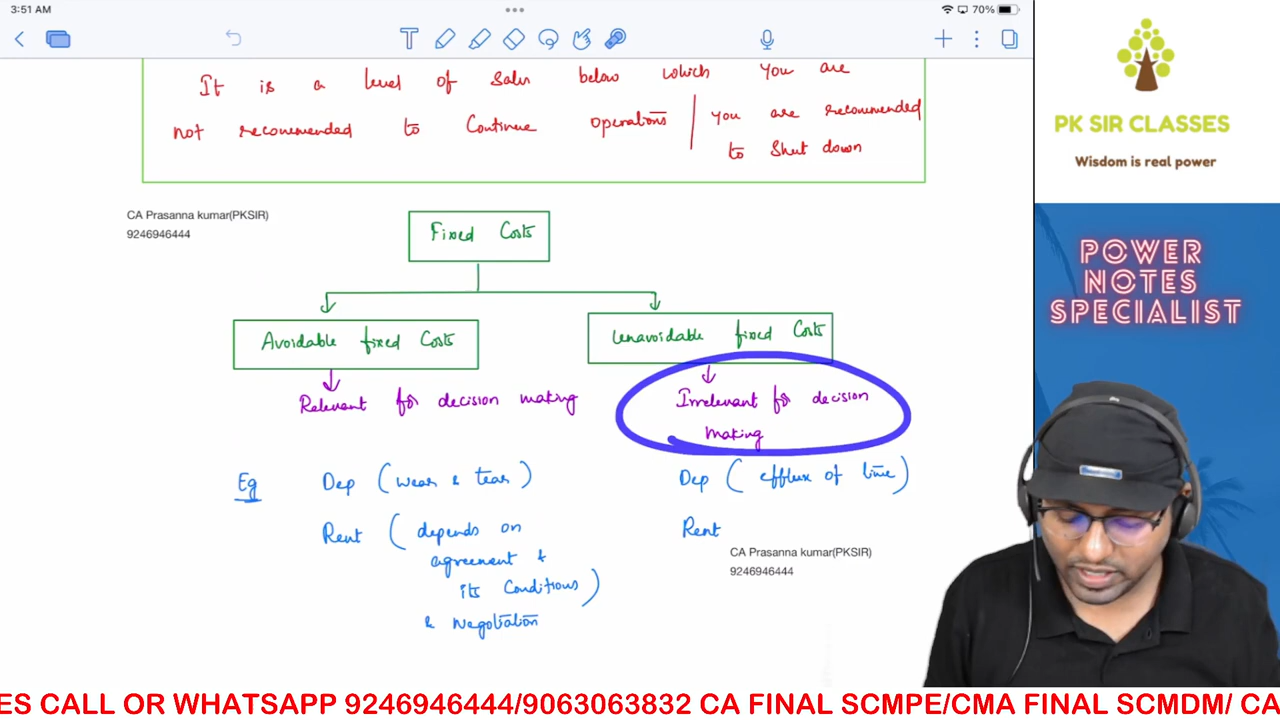 3:51 AM
70%
It is a level of Sales below which you are
not recommended to Continue operations | you are recommended
to Shut down
CA Prasanna kumar(PKSIR)
9246946444
Fixed Costs
Avoidable fixed Costs
Unavoidable fixed Costs
Relevant for decision making
Irrelevant for decision
making
Eg
Dep (wear & tear)
Dep (efflux of time)
Rent (depends on
agreement &
its Conditions)
& Negotiation
Rent
CA Prasanna kumar(PKSIR)
9246946444
PK SIR CLASSES
Wisdom is real power
POWER
NOTES
SPECIALIST
ES CALL OR WHATSAPP 9246946444/9063063832 CA FINAL SCMPE/CMA FINAL SCMDM/ CA